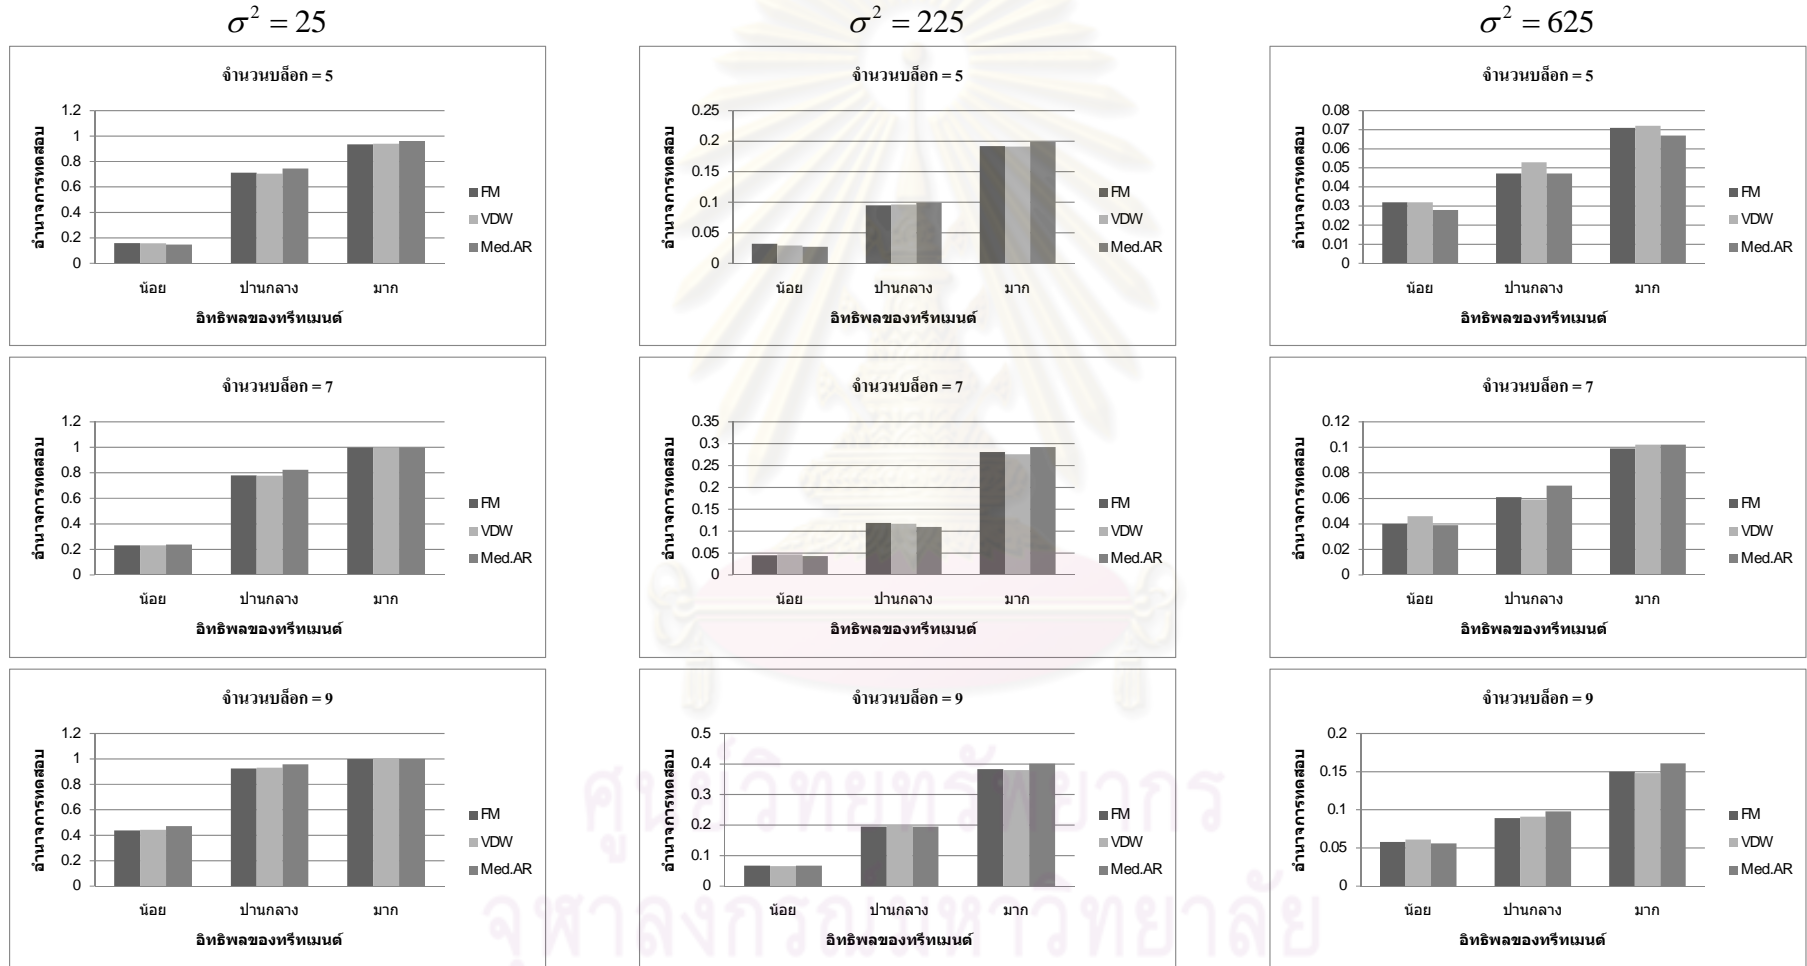 σ² = 25
σ² = 225
σ² = 625
จำนวนบล็อก = 5
1.2
1
0.8
0.6
0.4
0.2
0
อำนาจการทดสอบ
น้อย ปานกลาง มาก
อิทธิพลของทรีทเมนต์
FM
VDW
Med.AR
จำนวนบล็อก = 5
0.25
0.2
0.15
0.1
0.05
0
อำนาจการทดสอบ
น้อย ปานกลาง มาก
อิทธิพลของทรีทเมนต์
FM
VDW
Med.AR
จำนวนบล็อก = 5
0.08
0.07
0.06
0.05
0.04
0.03
0.02
0.01
0
อำนาจการทดสอบ
น้อย ปานกลาง มาก
อิทธิพลของทรีทเมนต์
FM
VDW
Med.AR
จำนวนบล็อก = 7
1.2
1
0.8
0.6
0.4
0.2
0
อำนาจการทดสอบ
น้อย ปานกลาง มาก
อิทธิพลของทรีทเมนต์
FM
VDW
Med.AR
จำนวนบล็อก = 7
0.35
0.3
0.25
0.2
0.15
0.1
0.05
0
อำนาจการทดสอบ
น้อย ปานกลาง มาก
อิทธิพลของทรีทเมนต์
FM
VDW
Med.AR
จำนวนบล็อก = 7
0.12
0.1
0.08
0.06
0.04
0.02
0
อำนาจการทดสอบ
น้อย ปานกลาง มาก
อิทธิพลของทรีทเมนต์
FM
VDW
Med.AR
จำนวนบล็อก = 9
1.2
1
0.8
0.6
0.4
0.2
0
อำนาจการทดสอบ
น้อย ปานกลาง มาก
อิทธิพลของทรีทเมนต์
FM
VDW
Med.AR
จำนวนบล็อก = 9
0.5
0.4
0.3
0.2
0.1
0
อำนาจการทดสอบ
น้อย ปานกลาง มาก
อิทธิพลของทรีทเมนต์
FM
VDW
Med.AR
จำนวนบล็อก = 9
0.2
0.15
0.1
0.05
0
อำนาจการทดสอบ
น้อย ปานกลาง มาก
อิทธิพลของทรีทเมนต์
FM
VDW
Med.AR
ศูนย์วิทยทรัพยากร
จุฬาลงกรณ์มหาวิทยาลัย